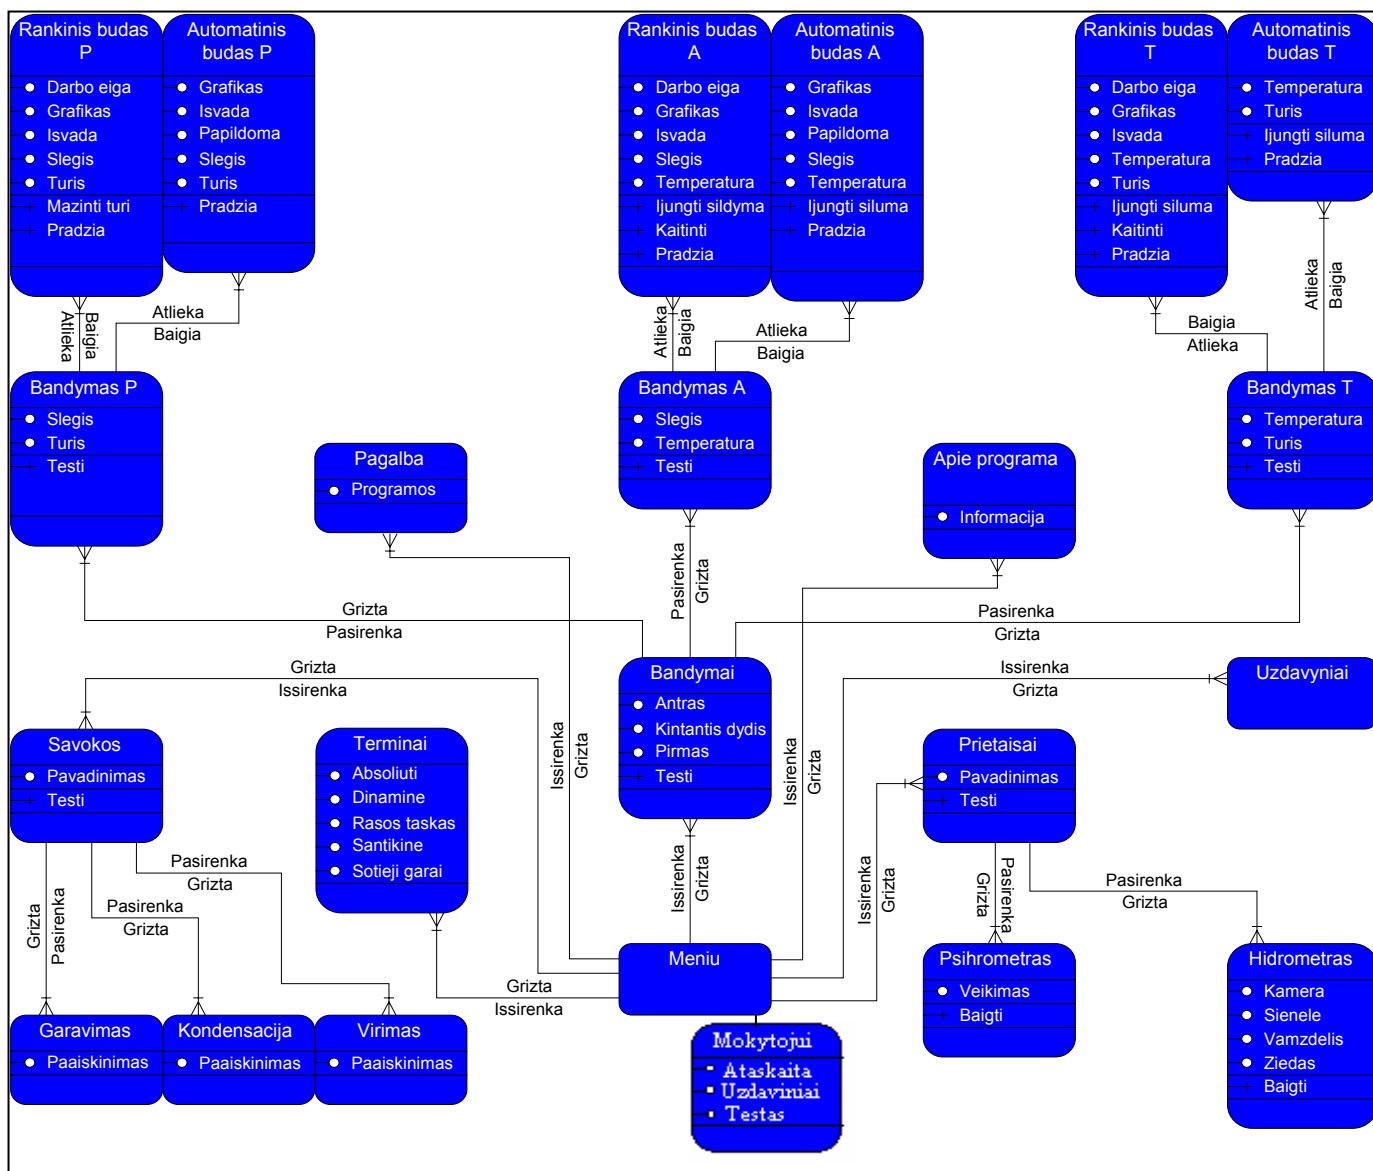 Rankinis budas
P
Darbo eiga
Grafikas
Isvada
Slegis
Turis
Mazinti turi
Pradzia
Automatinis
budas P
Grafikas
Isvada
Papildoma
Slegis
Turis
Pradzia
Rankinis budas
A
Darbo eiga
Grafikas
Isvada
Slegis
Temperatura
Ijungti sildyma
Kaitinti
Pradzia
Automatinis
budas A
Grafikas
Isvada
Papildoma
Slegis
Temperatura
Ijungti siluma
Pradzia
Rankinis budas
T
Darbo eiga
Grafikas
Isvada
Temperatura
Turis
Ijungti siluma
Kaitinti
Pradzia
Automatinis
budas T
Temperatura
Turis
Ijungti siluma
Pradzia
Atlieka
Baigia
Atlieka
Baigia
Atlieka
Baigia
Atlieka
Baigia
Baigia
Atlieka
Atlieka
Baigia
Bandymas P
Slegis
Turis
Testi
Pagalba
Programos
Bandymas A
Slegis
Temperatura
Testi
Apie programa
Informacija
Bandymas T
Temperatura
Turis
Testi
Grizta
Pasirenka
Pasirenka
Grizta
Pasirenka
Grizta
Grizta
Issirenka
Issirenka
Grizta
Issirenka
Grizta
Issirenka
Grizta
Bandymai
Antras
Kintantis dydis
Pirmas
Testi
Uzdavyniai
Savokos
Pavadinimas
Testi
Terminai
Absoliuti
Dinamine
Rasos taskas
Santikine
Sotieji garai
Prietaisai
Pavadinimas
Testi
Grizta
Pasirenka
Pasirenka
Grizta
Pasirenka
Grizta
Issirenka
Grizta
Issirenka
Grizta
Pasirenka
Grizta
Pasirenka
Grizta
Grizta
Issirenka
Meniu
Psihrometras
Veikimas
Baigti
Hidrometras
Kamera
Sienele
Vamzdelis
Ziedas
Baigti
Garavimas
Paaiskinimas
Kondensacija
Paaiskinimas
Virimas
Paaiskinimas
Mokytojui
Ataskaita
Uzdaviniai
Testas